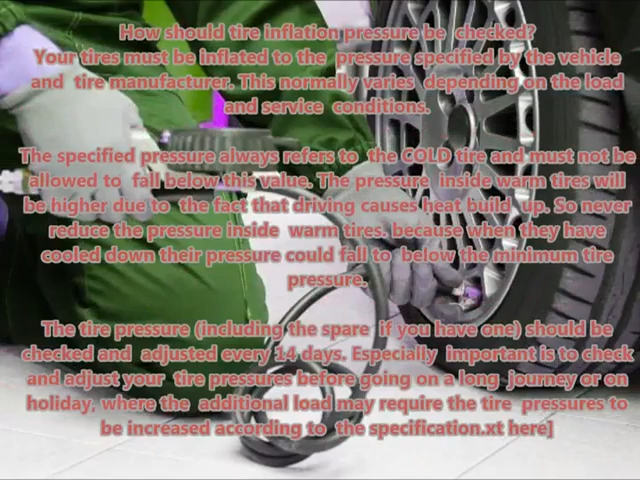 How should tire inflation pressure be checked?
Your tires must be inflated to the pressure specified by the vehicle
and tire manufacturer. This normally varies depending on the load
and service conditions.
The specified pressure always refers to the COLD tire and must not be
allowed to fall below this value. The pressure inside warm tires will
be higher due to the fact that driving causes heat build up. So never
reduce the pressure inside warm tires. because when they have
cooled down their pressure could fall to below the minimum tire
pressure.
The tire pressure (including the spare if you have one) should be
checked and adjusted every 14 days. Especially important is to check
and adjust your tire pressures before going on a long journey or on
holiday, where the additional load may require the tire pressures to
be increased according to the specification.xt here]